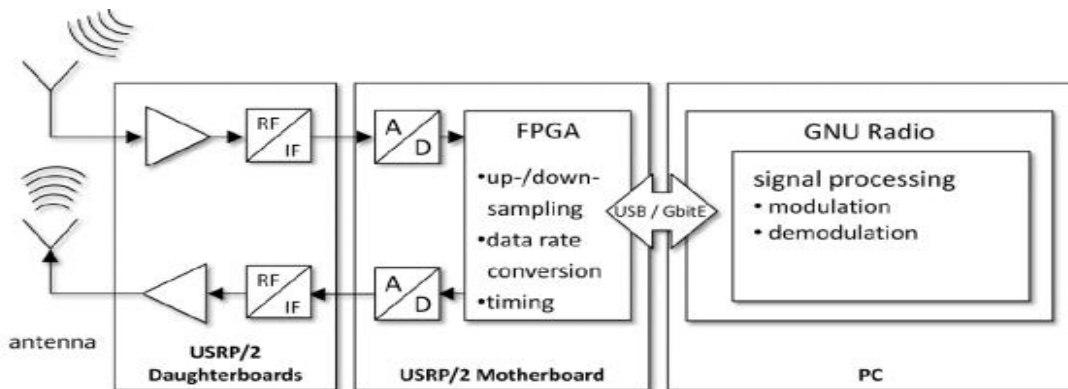 RF
IF
A
D
FPGA
•up-/down-
sampling
•data rate
conversion
•timing
USB / GbitE
GNU Radio
signal processing
• modulation
• demodulation
RF
IF
A
D
antenna
USRP/2
Daughterboards
USRP/2 Motherboard
PC